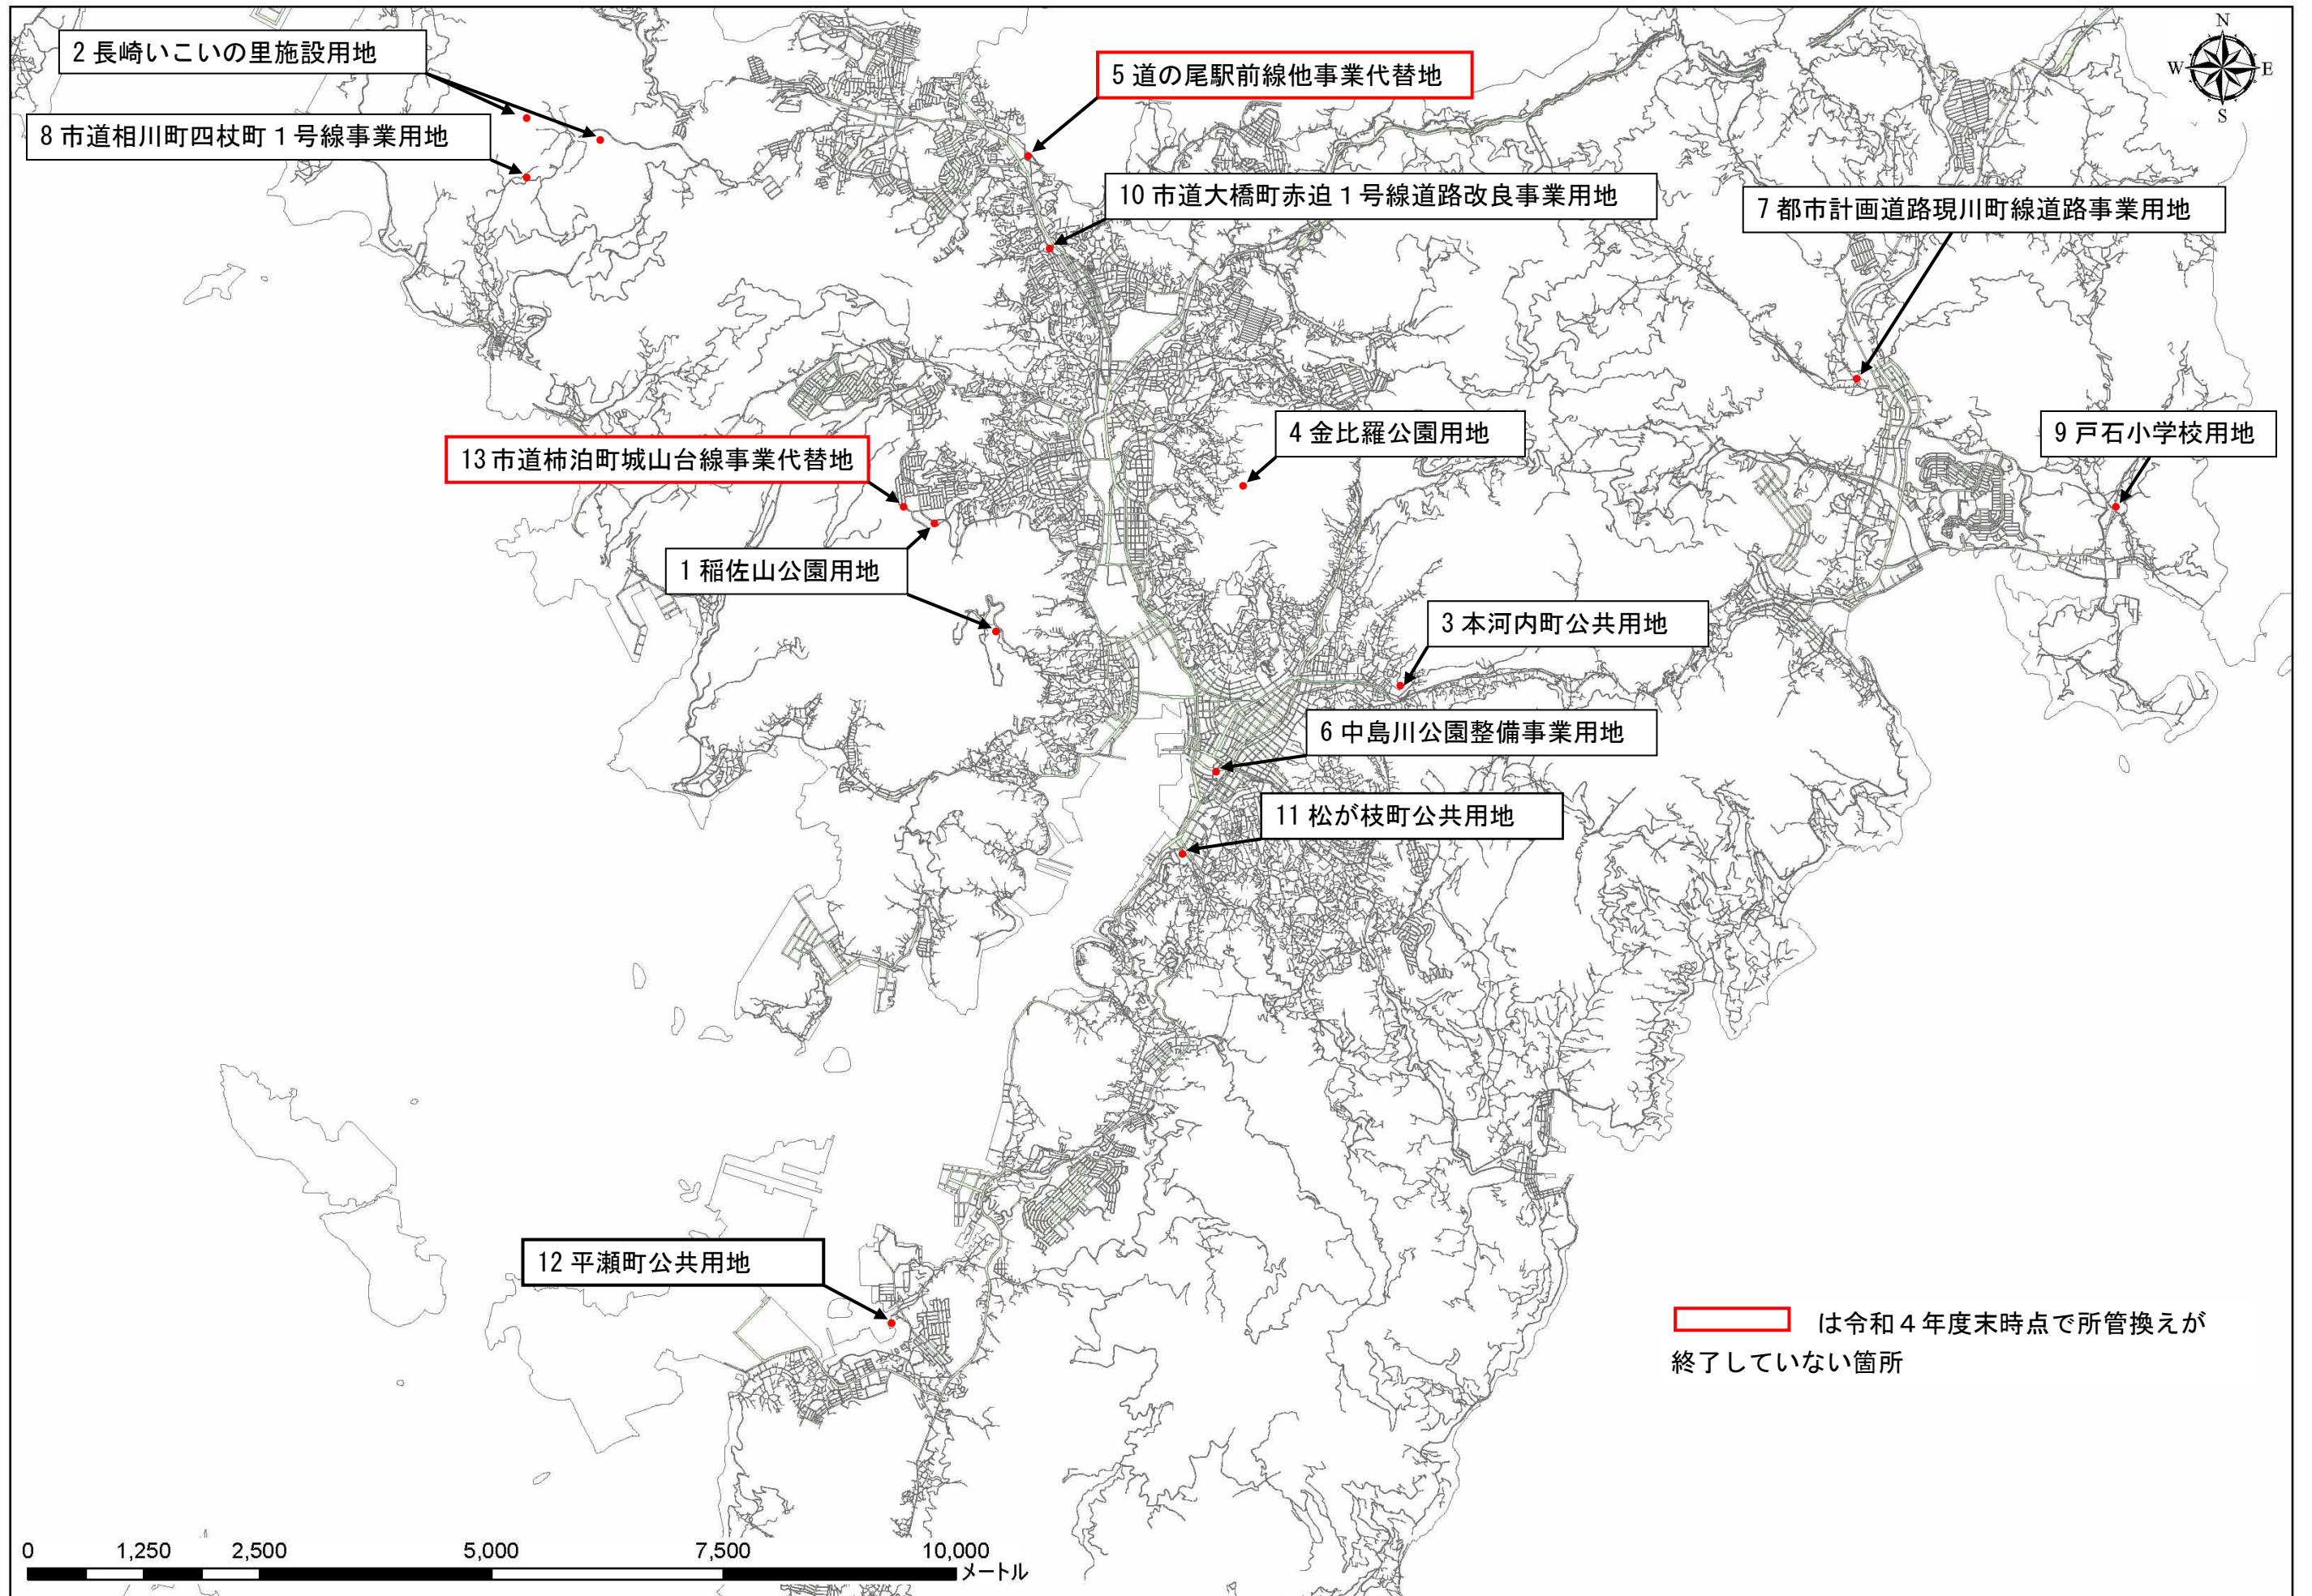 2 長崎いこいの里施設用地
5 道の尾駅前線他事業代替地
N
W
E
S
8 市道相川町四杖町１号線事業用地
10 市道大橋町赤迫１号線道路改良事業用地
7 都市計画道路現川町線道路事業用地
4 金比羅公園用地
9 戸石小学校用地
13 市道柿泊町城山台線事業代替地
1 稲佐山公園用地
3 本河内町公共用地
6 中島川公園整備事業用地
11 松が枝町公共用地
12 平瀬町公共用地
は令和４年度末時点で所管換えが
終了していない箇所
0 1,250 2,500 5,000 7,500 10,000
メートル